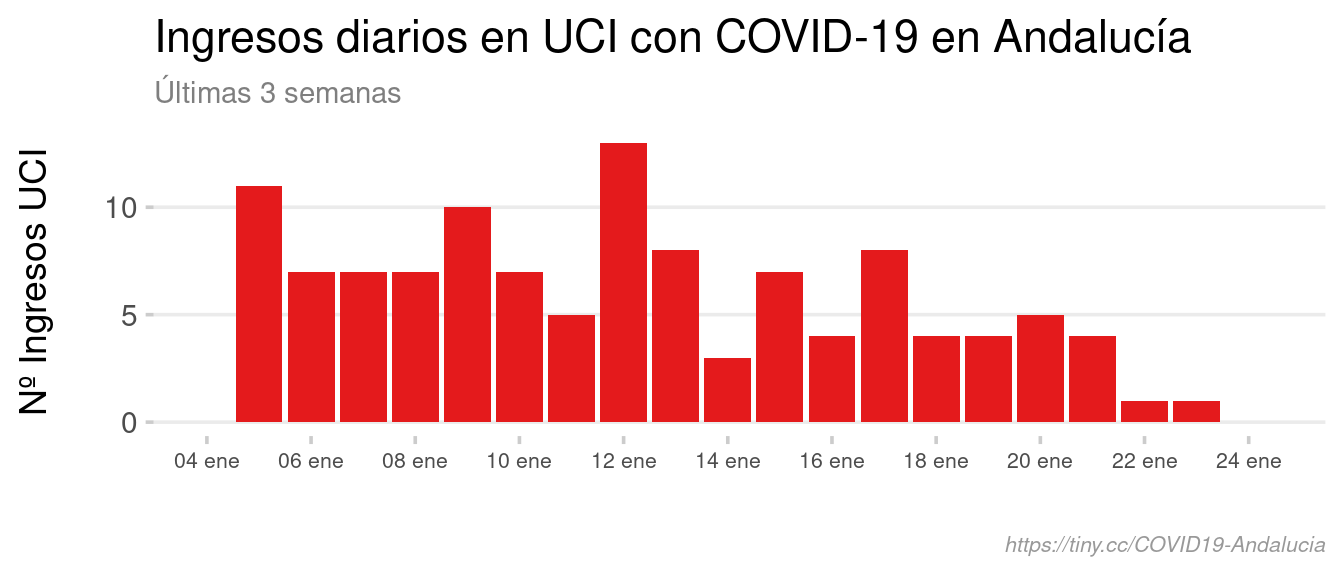 Ingresos diarios en UCI con COVID-19 en Andalucía
Últimas 3 semanas
Nº Ingresos UCI
10
5
0
04 ene 06 ene 08 ene 10 ene 12 ene 14 ene 16 ene 18 ene 20 ene 22 ene 24 ene
https://tiny.cc/COVID19-Andalucia